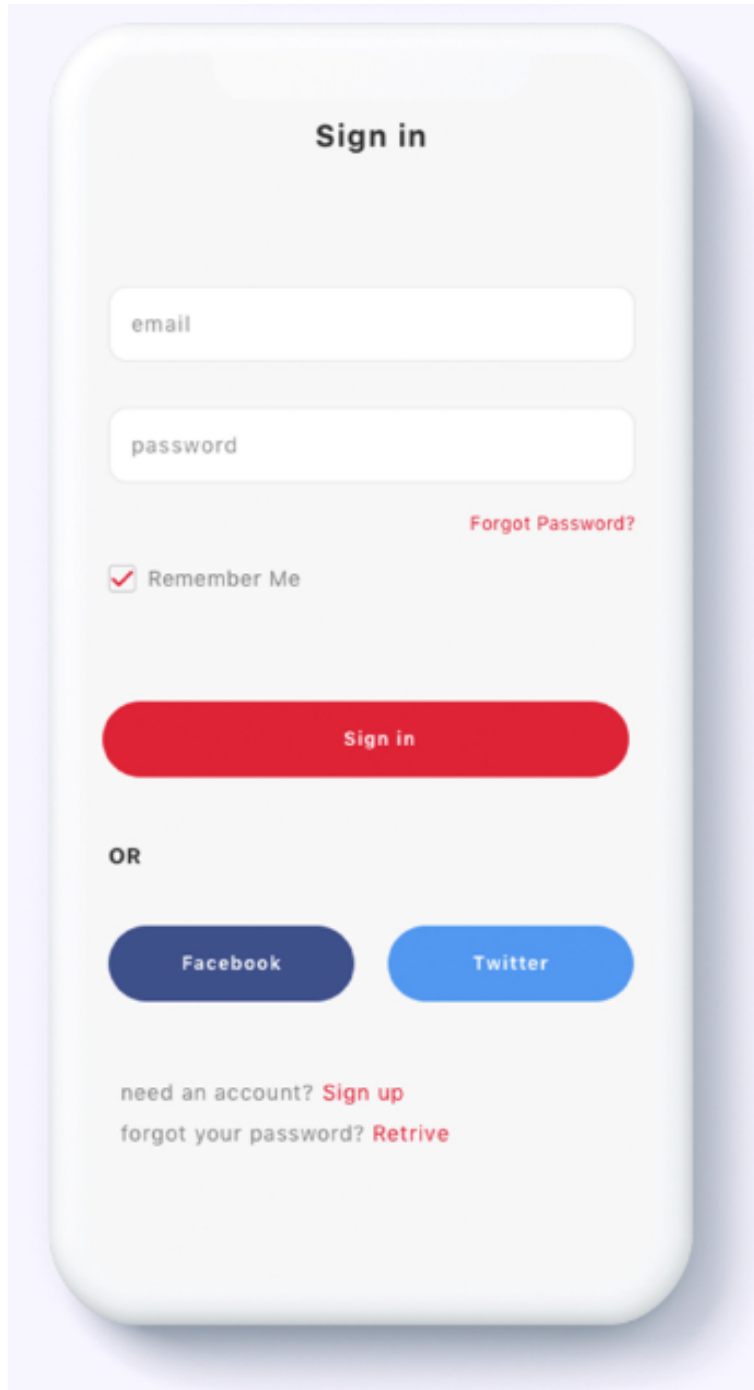 Sign in
email
password
Forgot Password?
Remember Me
Sign in
OR
Facebook
Twitter
need an account? Sign up
forgot your password? Retrive